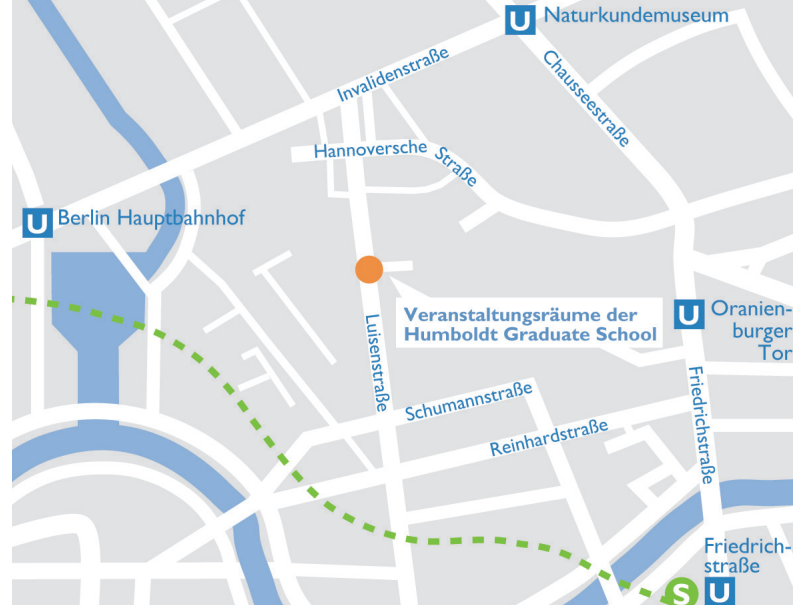 U Naturkundemuseum
Invalidenstraße
Chausseestraße
Hannoversche Straße
U Berlin Hauptbahnhof
Veranstaltungsräume der
Humboldt Graduate School
U Oranien-
burger
Tor
Luisenstraße
Schumannstraße
Friedrichstraße
Reinhardstraße
Friedrich-
straße
S U